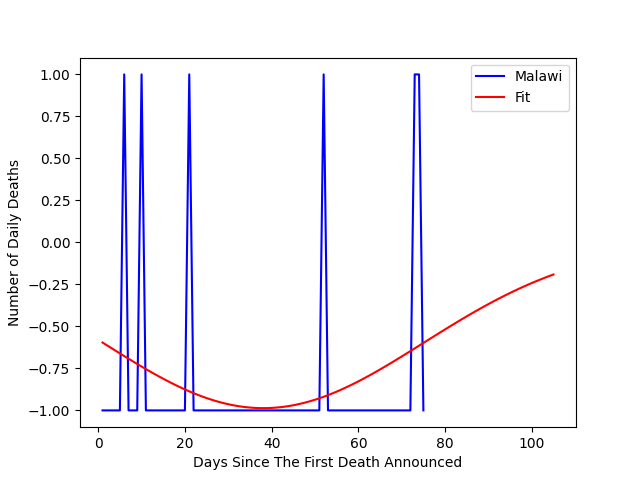 Malawi
Fit
1.00
0.75
0.50
0.25
0.00
−0.25
−0.50
−0.75
−1.00
Number of Daily Deaths
0 20 40 60 80 100
Days Since The First Death Announced